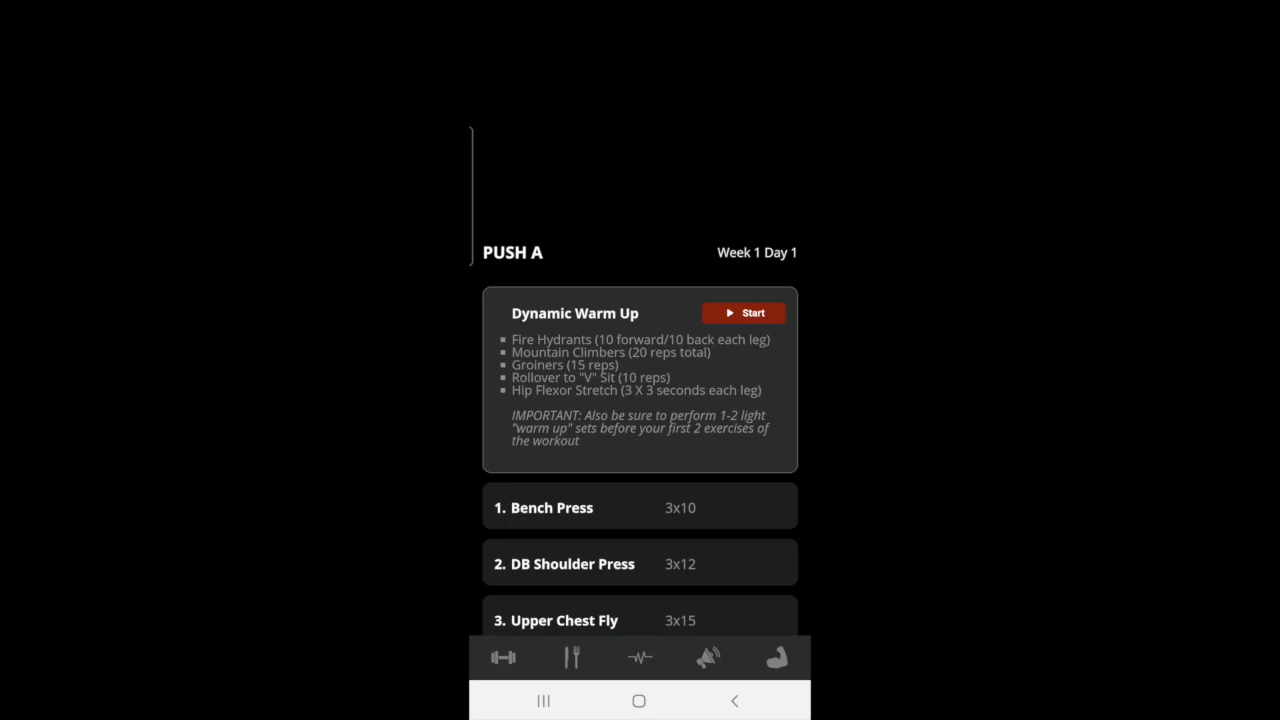 PUSH A
Week 1 Day 1
Dynamic Warm Up
Start
Fire Hydrants (10 forward/10 back each leg)
Mountain Climbers (20 reps total)
Groiners (15 reps)
Rollover to "V" Sit (10 reps)
Hip Flexor Stretch (3 X 3 seconds each leg)
IMPORTANT: Also be sure to perform 1-2 light
"warm up" sets before your first 2 exercises of
the workout
1. Bench Press 3x10
2. DB Shoulder Press 3x12
3. Upper Chest Fly 3x15